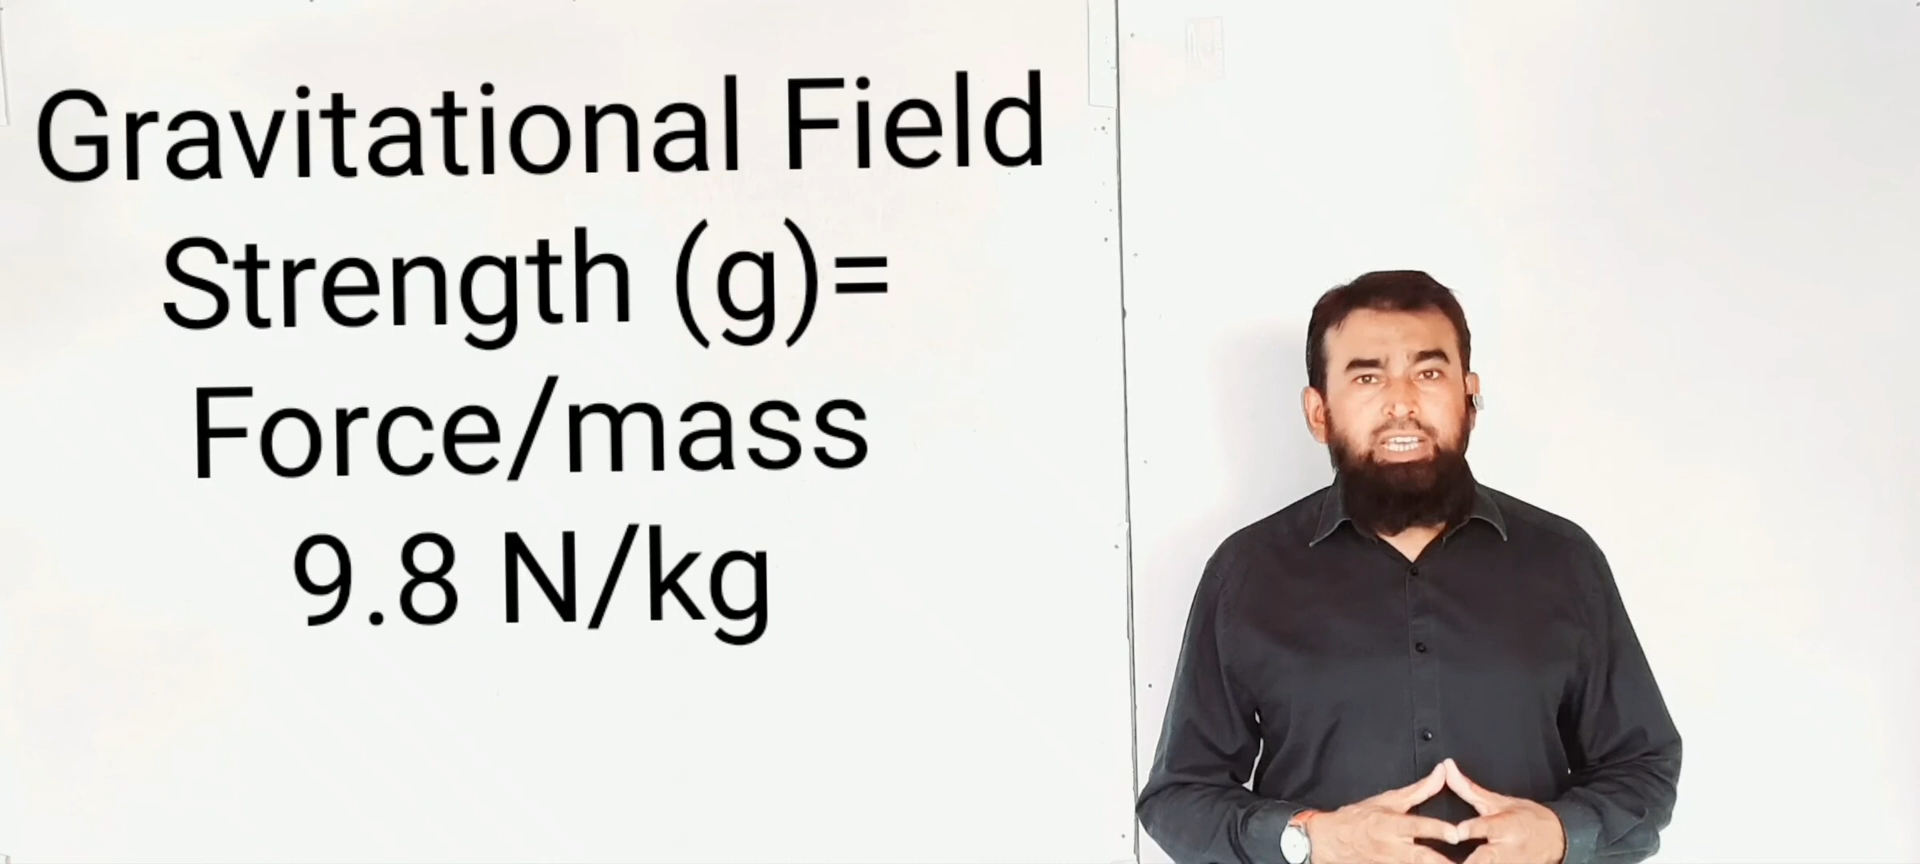 Gravitational Field
Strength (g)=
Force/mass
9.8 N/kg